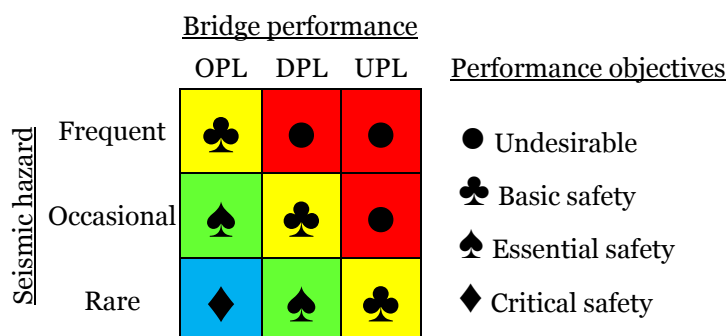 Bridge performance
OPL DPL UPL
Performance objectives
Seismic hazard
Frequent
Occasional
Rare
● Undesirable
♣ Basic safety
♠ Essential safety
♦ Critical safety